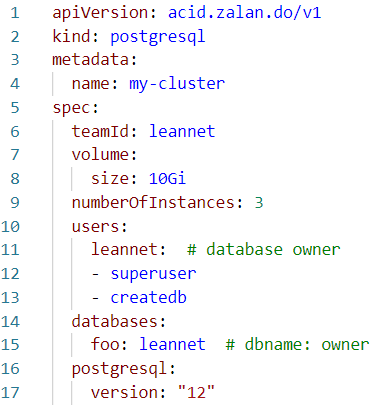 1 apiVersion: acid.zalan.do/v1
2 kind: postgresql
3 metadata:
4   name: my-cluster
5 spec:
6   teamId: leannet
7   volume:
8     size: 10Gi
9   numberOfInstances: 3
10   users:
11     leannet:  # database owner
12     - superuser
13     - createdb
14   databases:
15     foo: leannet  # dbname: owner
16   postgresql:
17     version: "12"